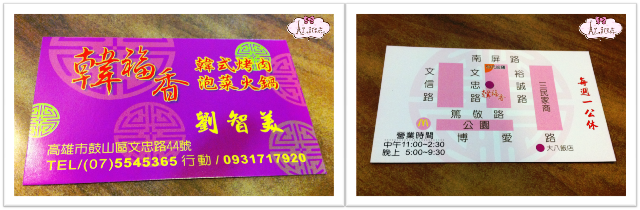 韓福香
韓式烤肉
泡菜火鍋
劉智美
高雄市鼓山區文忠路44號
TEL/(07)5545365 行動/0931717920
南屏路
文信路
文忠路
裕誠路
三民家商
韓福香
篤敬路
公園
博愛路
大八飯店
每週一公休
營業時間
中午11:00~2:30
晚上 5:00~9:30